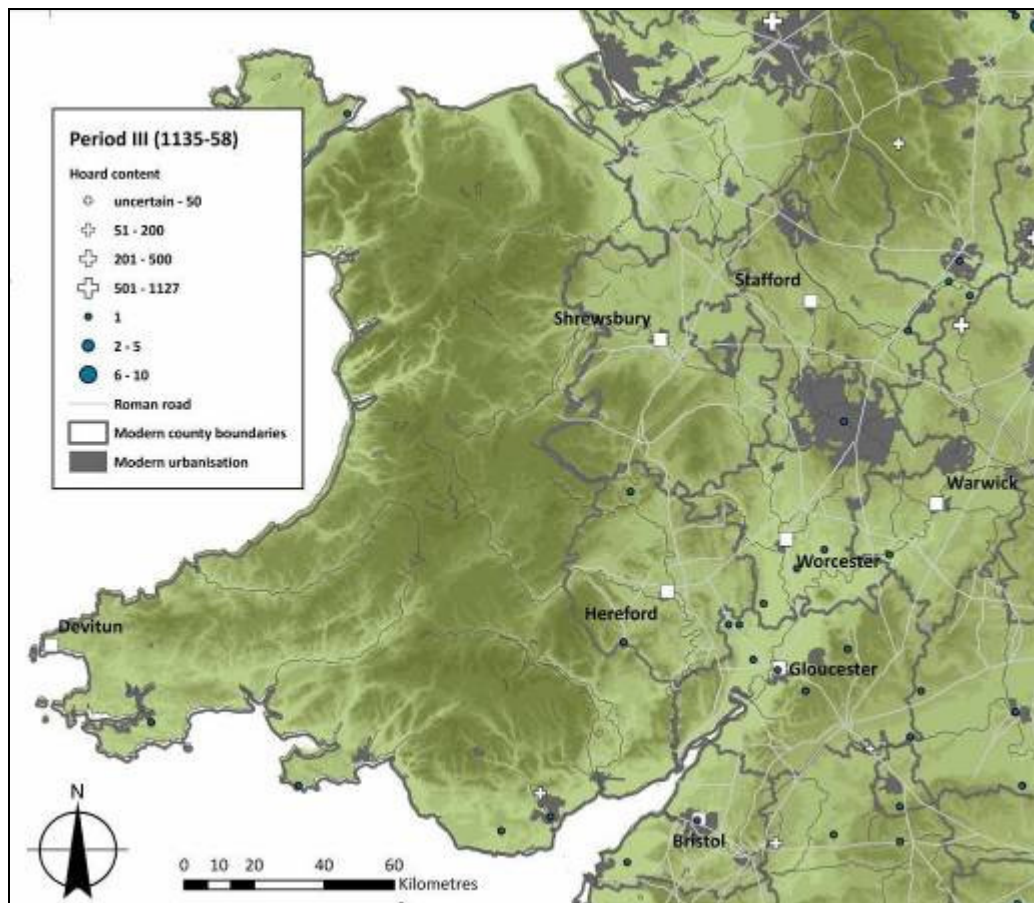 Period III (1135-58)
Hoard content
uncertain - 50
51 - 200
201 - 500
501 - 1127
1
2 - 5
6 - 10
Roman road
Modern county boundaries
Modern urbanisation
Stafford
Shrewsbury
Warwick
Worcester
Hereford
Devitun
Gloucester
Bristol
N
0 10 20 40 60
Kilometres